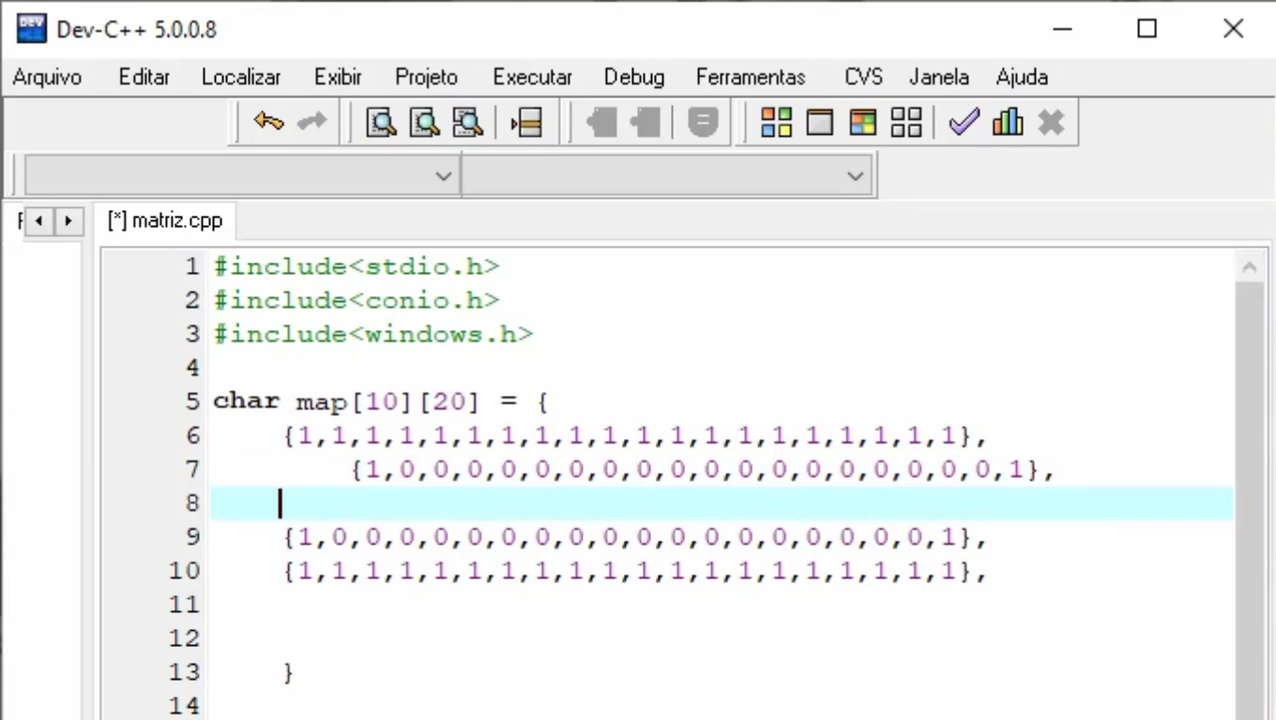 Dev-C++ 5.0.0.8
Arquivo Editar Localizar Exibir Projeto Executar Debug Ferramentas CVS Janela Ajuda
[*] matriz.cpp
1 #include<stdio.h>
2 #include<conio.h>
3 #include<windows.h>
4
5 char map[10][20] = {
6 {1,1,1,1,1,1,1,1,1,1,1,1,1,1,1,1,1,1,1,1},
7 {1,0,0,0,0,0,0,0,0,0,0,0,0,0,0,0,0,0,0,1},
8
9 {1,0,0,0,0,0,0,0,0,0,0,0,0,0,0,0,0,0,0,1},
10 {1,1,1,1,1,1,1,1,1,1,1,1,1,1,1,1,1,1,1,1},
11
12
13 }
14